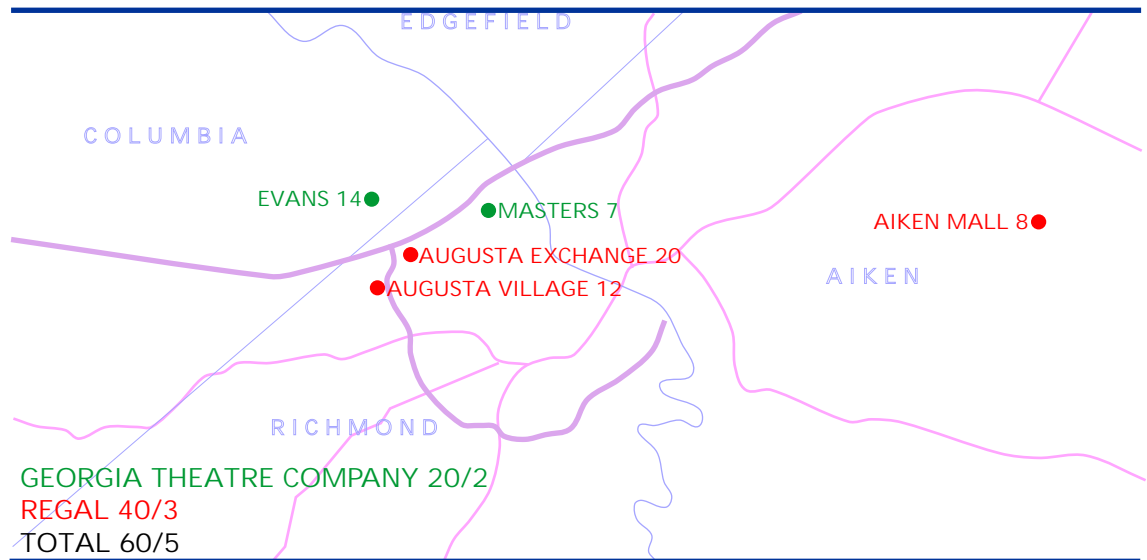 EDGEFIELD
COLUMBIA
EVANS 14
MASTERS 7
AIKEN MALL 8
AUGUSTA EXCHANGE 20
AIKEN
AUGUSTA VILLAGE 12
RICHMOND
GEORGIA THEATRE COMPANY 20/2
REGAL 40/3
TOTAL 60/5